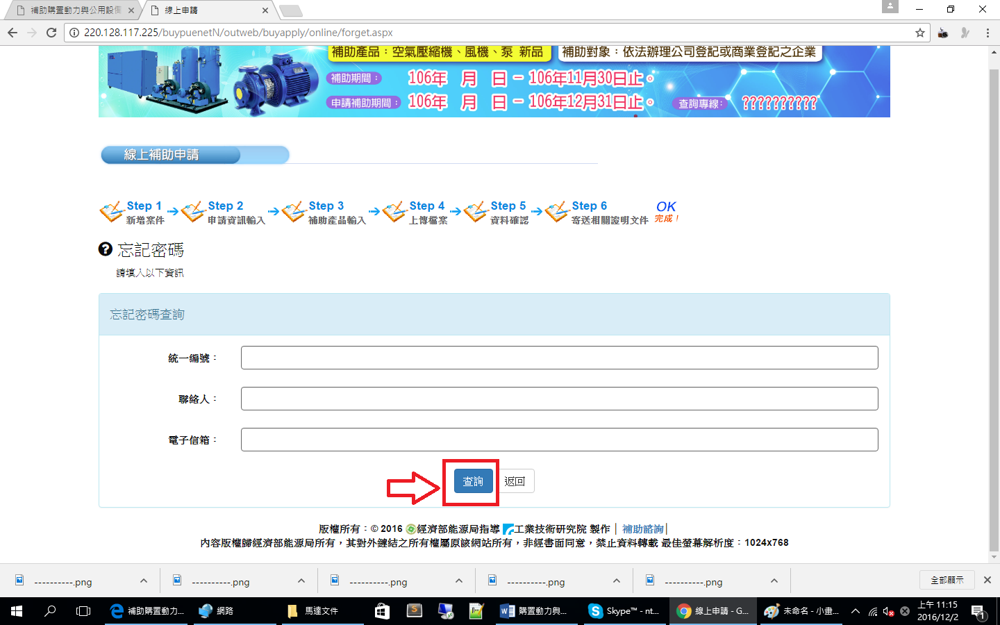 補助購置動力與公用設備
線上申請
220.128.117.225/buypuenetN/outweb/buyapply/online/forget.aspx
補助產品：空氣壓縮機、風機、泵 新品
補助對象：依法辦理公司登記或商業登記之企業
補助期間： 106年 月 日 - 106年11月30日止。
申請補助期間： 106年 月 日 - 106年12月31日止。 查詢專線： ??????????
線上補助申請
Step 1 Step 2 Step 3 Step 4 Step 5 Step 6 OK
新增案件 申請資訊輸入 補助產品輸入 上傳檔案 資料確認 寄送相關證明文件 完成！
忘記密碼
請填入以下資訊
忘記密碼查詢
統一編號：
聯絡人：
電子信箱：
查詢 返回
版權所有：© 2016 經濟部能源局指導 工業技術研究院 製作 | 補助諮詢|
內容版權歸經濟部能源局所有，其對外鏈結之所有權屬原該網站所有，非經書面同意，禁止資料轉載 最佳螢幕解析度：1024x768
----------.png ----------.png ----------.png ----------.png ----------.png 全部顯示
補助購置動力... 網路 馬達文件 購置動力與... Skype™ - nt... 線上申請 - G... 未命名 - 小畫... 上午 11:15
2016/12/2
1